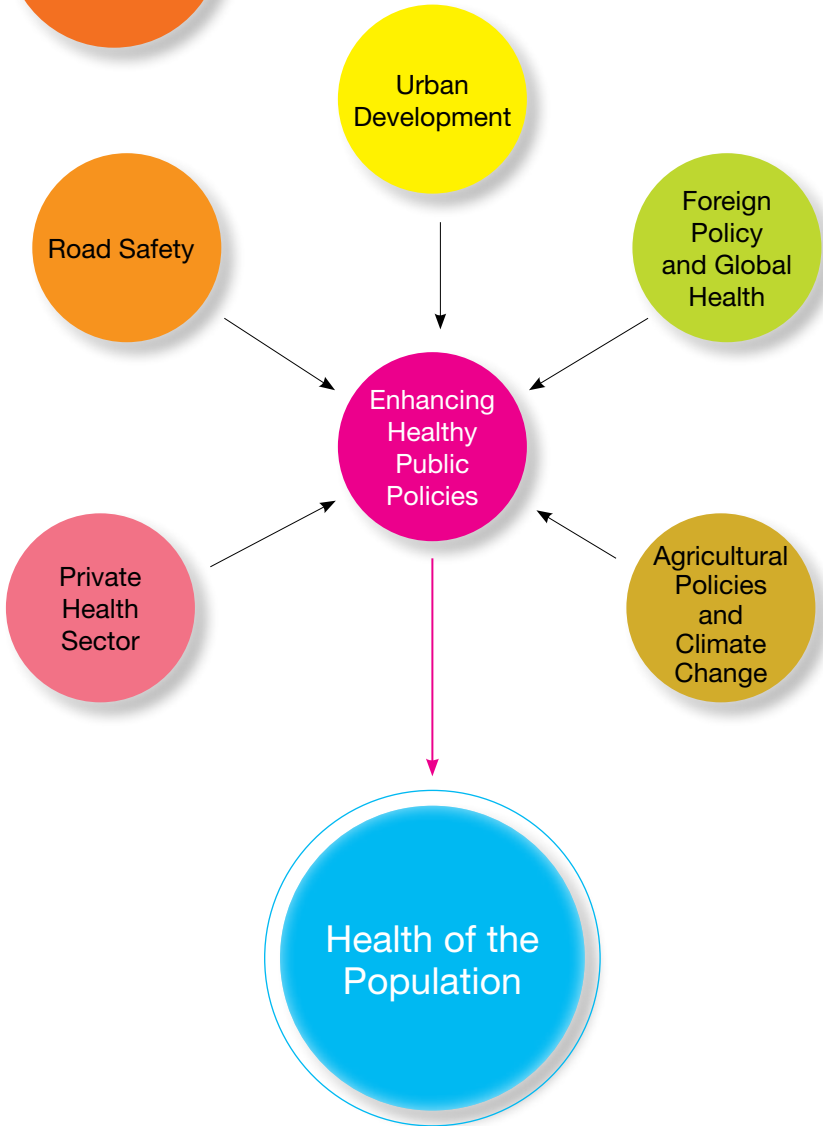 Urban
Development
Road Safety
Foreign
Policy
and Global
Health
Enhancing
Healthy
Public
Policies
Private
Health
Sector
Agricultural
Policies
and
Climate
Change
Health of the
Population